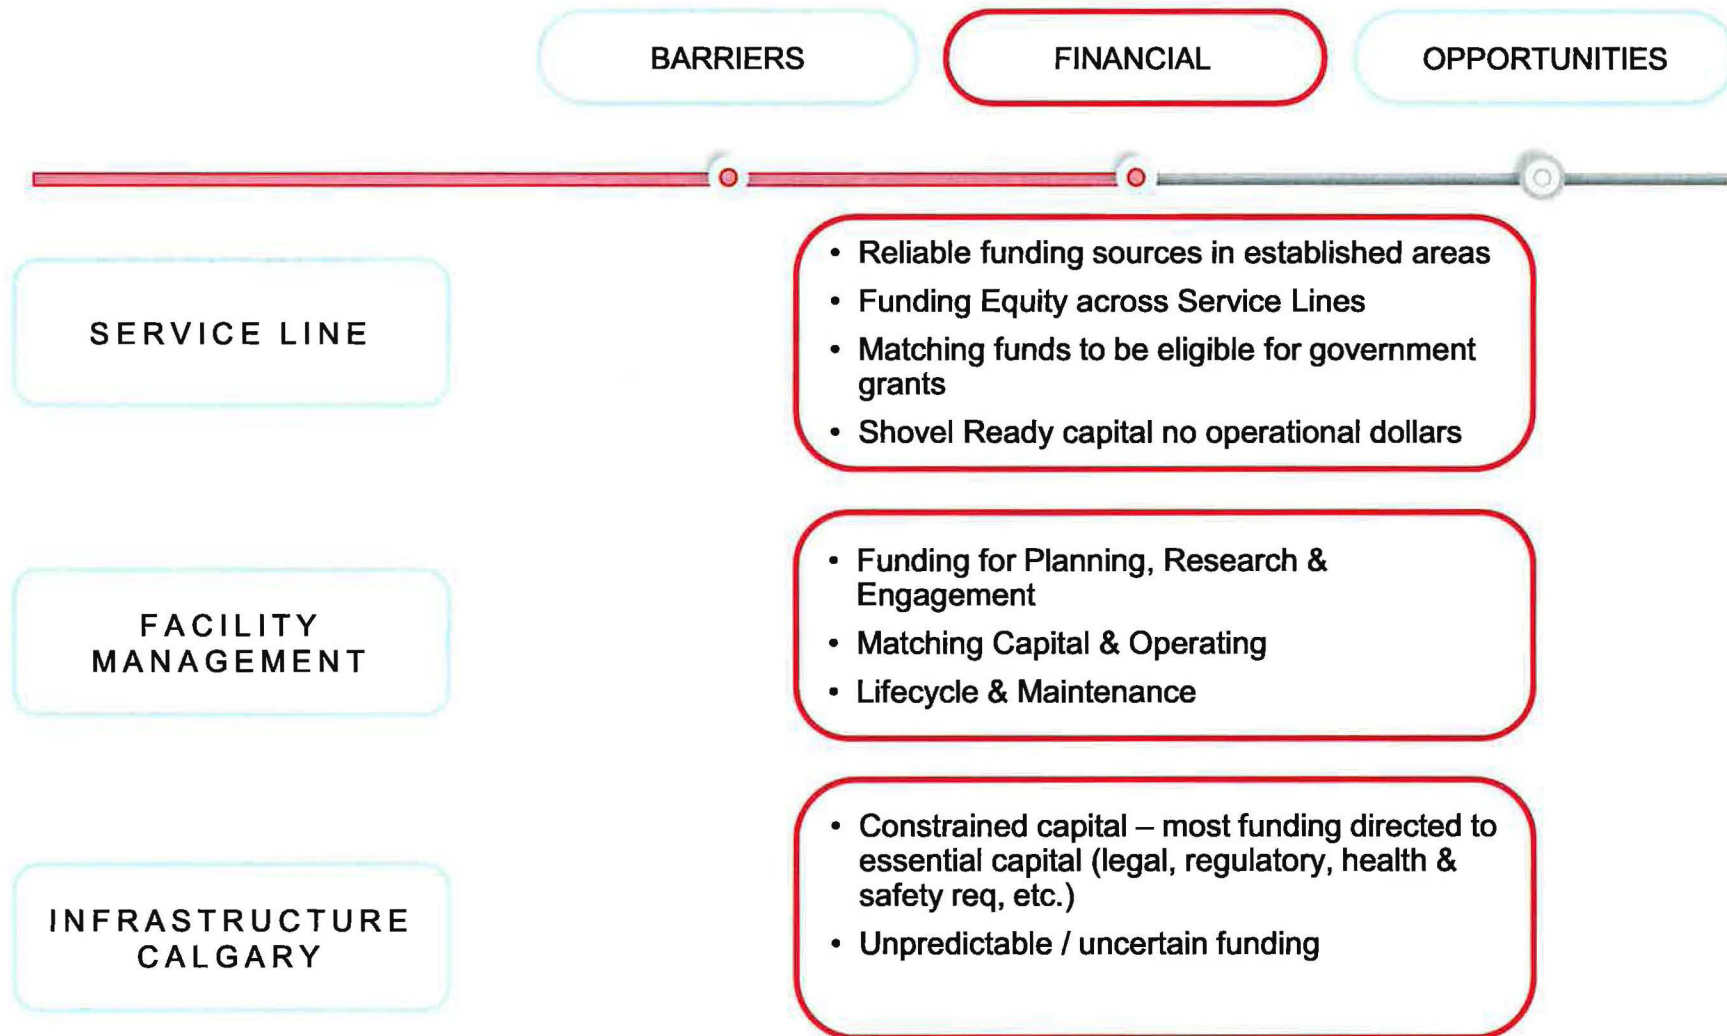 BARRIERS
FINANCIAL
OPPORTUNITIES
SERVICE LINE
• Reliable funding sources in established areas
• Funding Equity across Service Lines
• Matching funds to be eligible for government
grants
• Shovel Ready capital no operational dollars
FACILITY
MANAGEMENT
• Funding for Planning, Research &
Engagement
• Matching Capital & Operating
• Lifecycle & Maintenance
INFRASTRUCTURE
CALGARY
• Constrained capital – most funding directed to
essential capital (legal, regulatory, health &
safety req, etc.)
• Unpredictable / uncertain funding